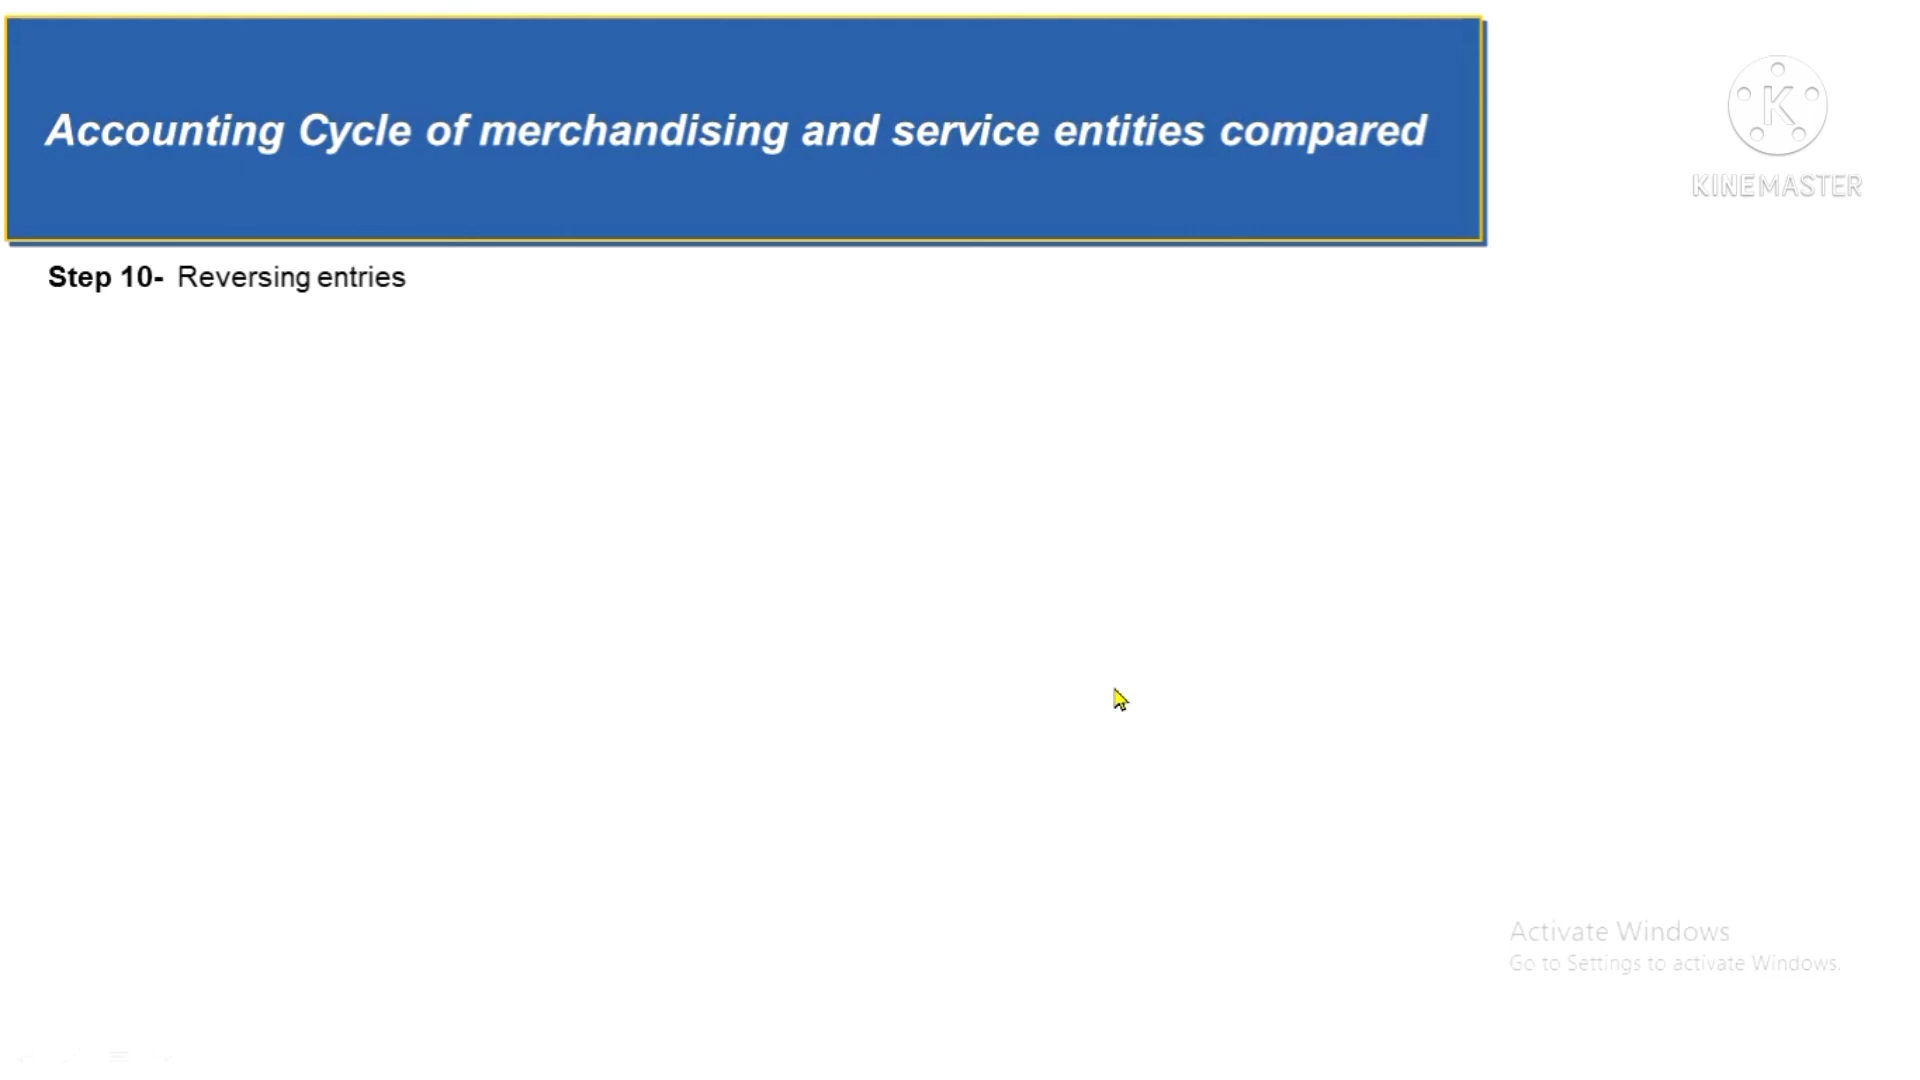 Accounting Cycle of merchandising and service entities compared
K
KINEMASTER
Step 10- Reversing entries
Activate Windows
Go to Settings to activate Windows.